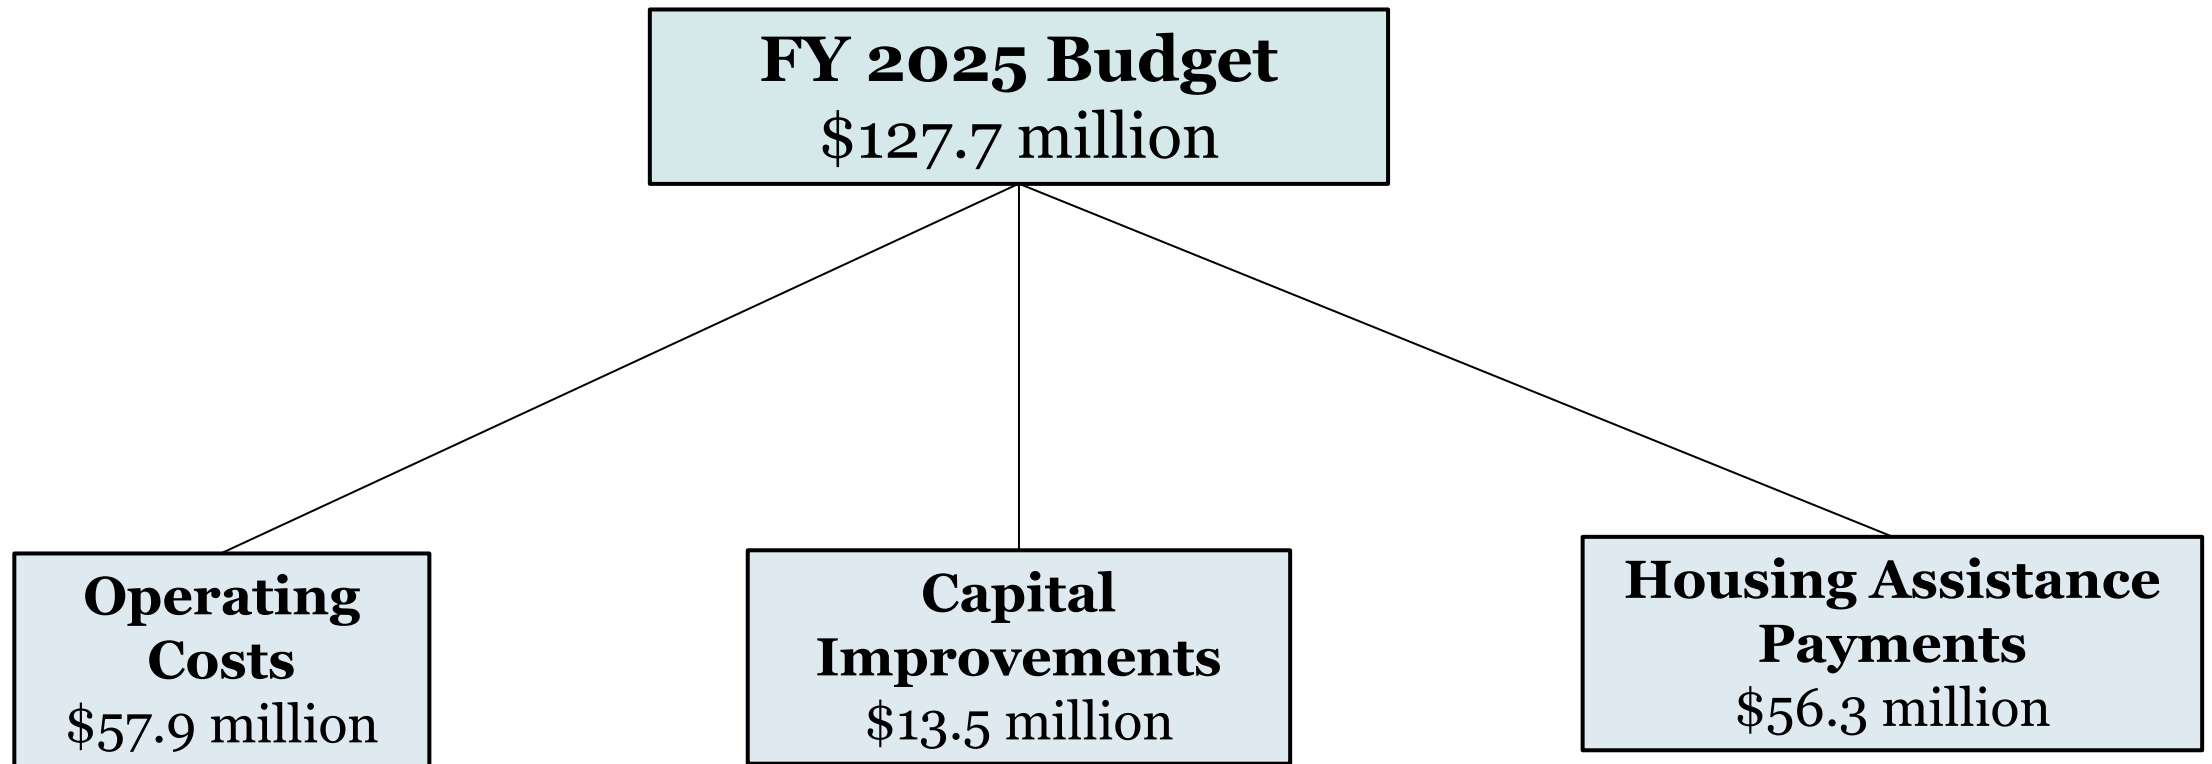 FY 2025 Budget
$127.7 million
Operating
Costs
$57.9 million
Capital
Improvements
$13.5 million
Housing Assistance
Payments
$56.3 million